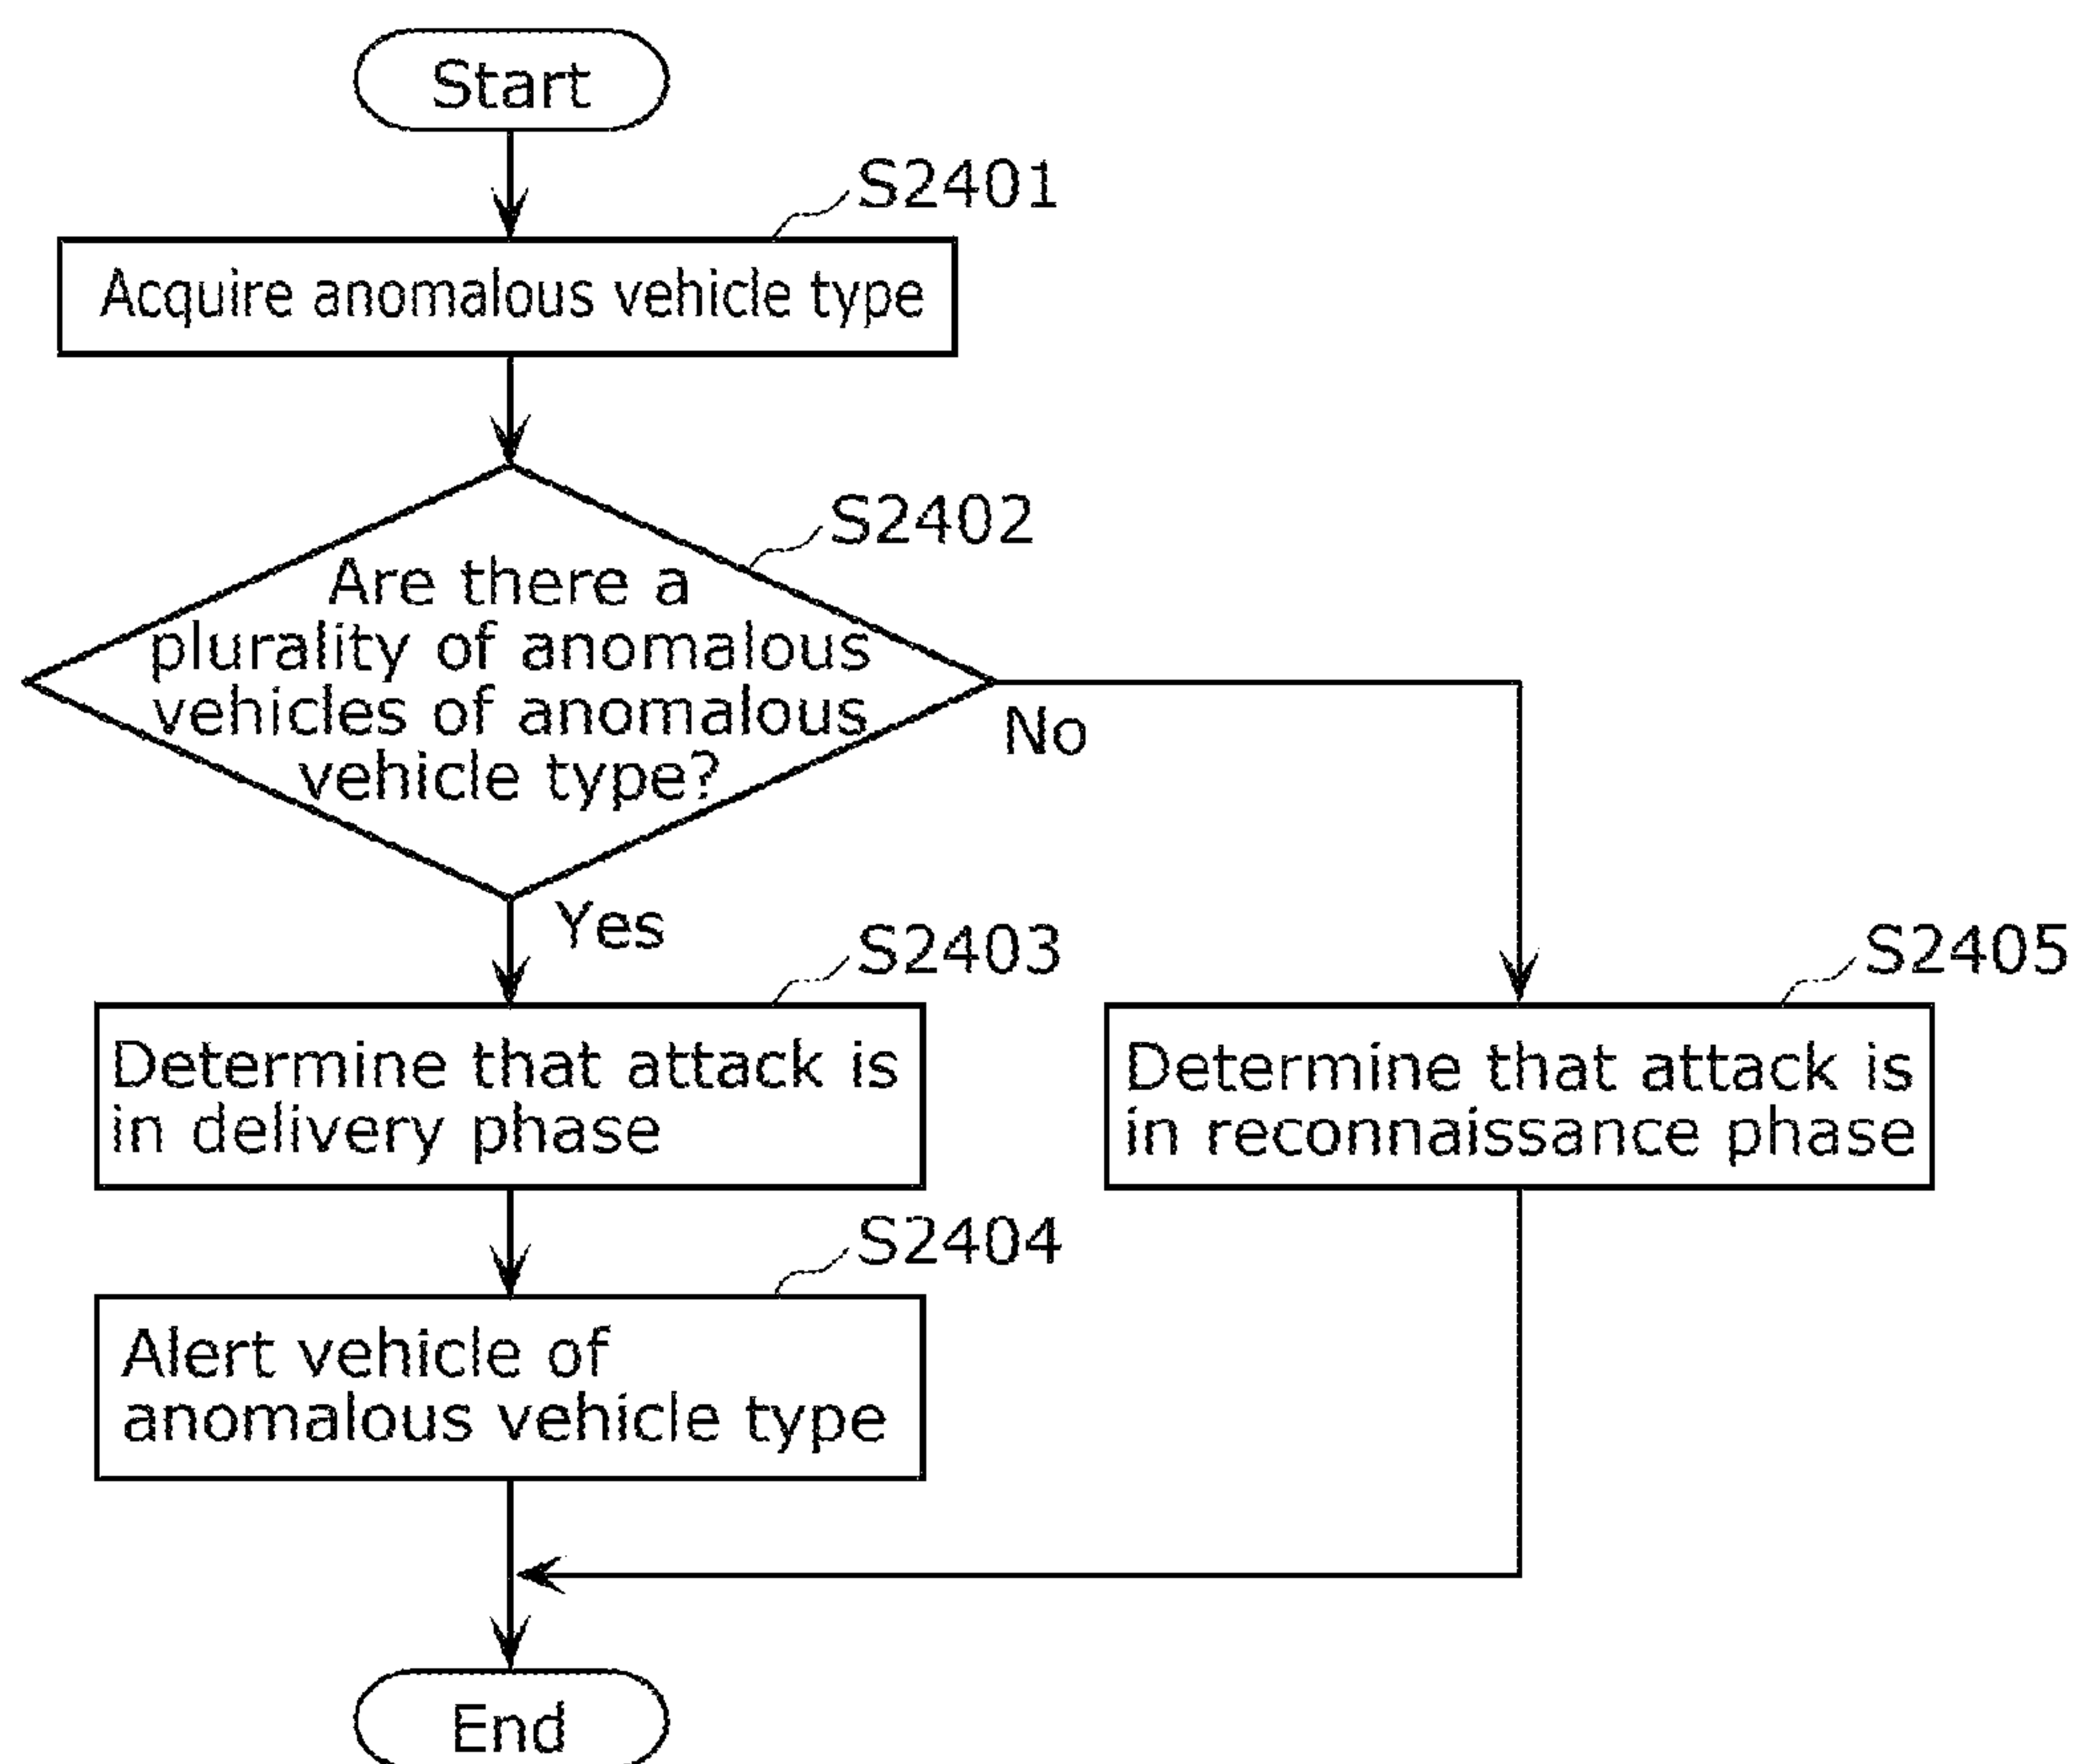 Start
S2401
Acquire anomalous vehicle type
S2402
Are there a
plurality of anomalous
vehicles of anomalous
vehicle type?
No
Yes
S2403
Determine that attack is
in delivery phase
S2405
Determine that attack is
in reconnaissance phase
S2404
Alert vehicle of
anomalous vehicle type
End